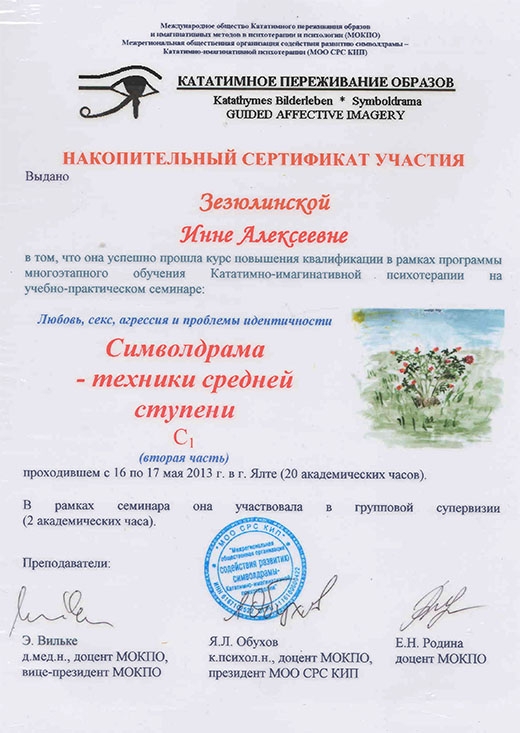 Международное общество Кататимного переживания образов
и имагинативных методов в психотерапии и психологии (МОКПО)
Межрегиональная общественная организация содействия развитию символдрамы –
Кататимно-имагинативной психотерапии (МОО СРС КИП)
КАТАТИМНОЕ ПЕРЕЖИВАНИЕ ОБРАЗОВ
Katathymes Bilderleben * Symboldrama
GUIDED AFFECTIVE IMAGERY
НАКОПИТЕЛЬНЫЙ СЕРТИФИКАТ УЧАСТИЯ
Выдано
Зезюлинской
Инне Алексеевне
в том, что она успешно прошла курс повышения квалификации в рамках программы
многоэтапного обучения Кататимно-имагинативной психотерапии на
учебно-практическом семинаре:
Любовь, секс, агрессия и проблемы идентичности
Символдрама
- техники средней
ступени
C1
(вторая часть)
проходившем с 16 по 17 мая 2013 г. в г. Ялте (20 академических часов).
В рамках семинара она участвовала в групповой супервизии
(2 академических часа).
* МОО СРС КИП *
"Межрегиональная
общественная организация
содействия развитию
символдрамы-
Кататимно-имагинативной
Преподаватели:
Э. Вильке
д.мед.н., доцент МОКПО,
вице-президент МОКПО
Я.Л. Обухов
к.психол.н., доцент МОКПО,
президент МОО СРС КИП
Е.Н. Родина
доцент МОКПО